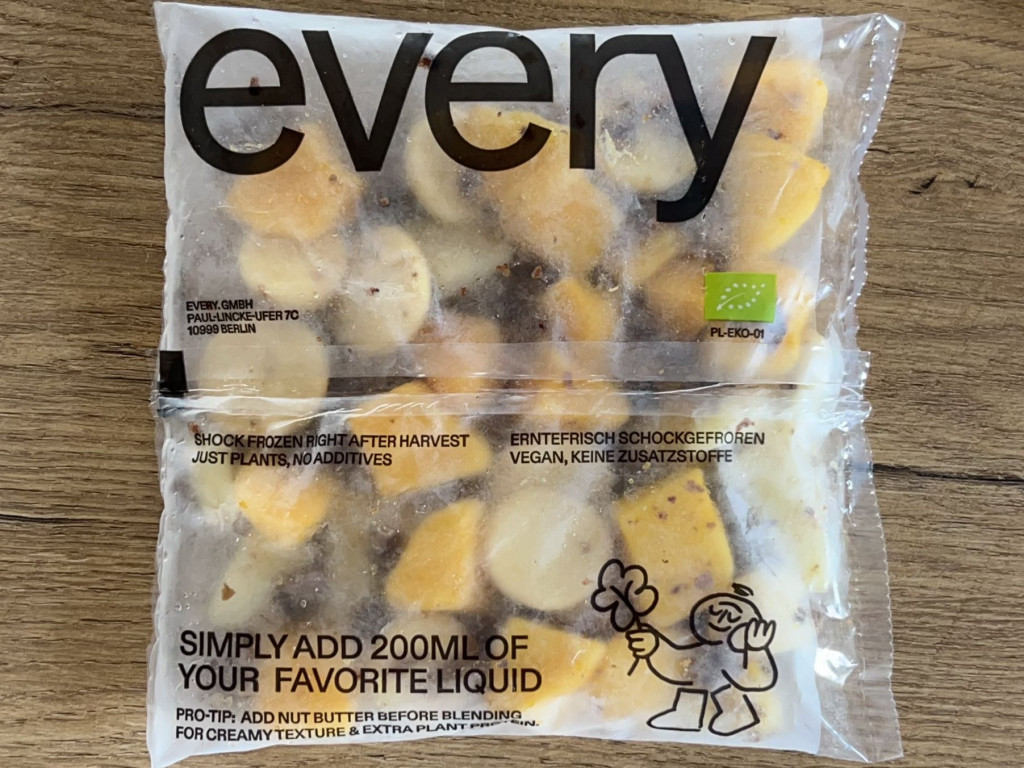 every
EVERY. GMBH
PAUL-LINCKE-UFER 7C
10999 BERLIN
PL-EKO-01
SHOCK FROZEN RIGHT AFTER HARVEST
JUST PLANTS, NO ADDITIVES
ERNTEFRISCH SCHOCKGEFROREN
VEGAN, KEINE ZUSATZSTOFFE
SIMPLY ADD 200ML OF
YOUR FAVORITE LIQUID
PRO-TIP: ADD NUT BUTTER BEFORE BLENDING
FOR CREAMY TEXTURE & EXTRA PLANT PROTEIN.